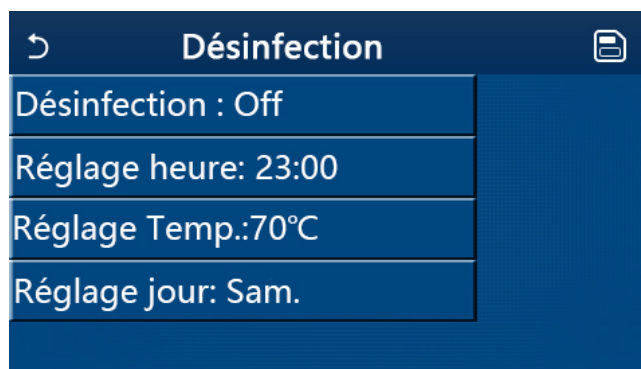 Désinfection
Désinfection : Off
Réglage heure: 23:00
Réglage Temp.:70℃
Réglage jour: Sam.